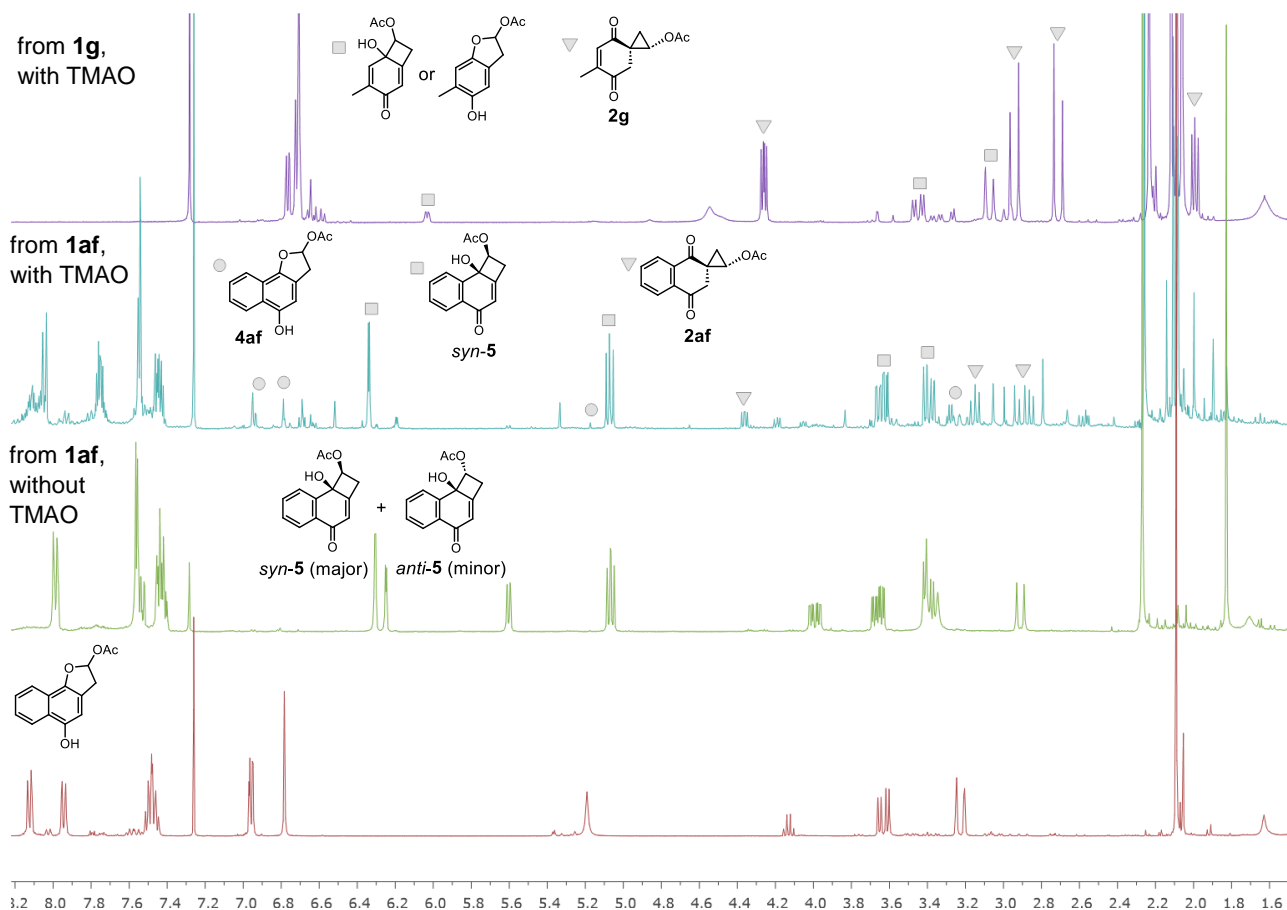 from 1g,
with TMAO
AcO
HO
O
or
OAc
O
OH
O
OAc
O
2g
from 1af,
with TMAO
OAc
O
OH
4af
AcO
HO
O
syn-5
O
OAc
O
2af
from 1af,
without
TMAO
AcO
HO
O
syn-5 (major)
+
AcO
HO
O
anti-5 (minor)
OAc
O
OH
3.2 8.0 7.8 7.6 7.4 7.2 7.0 6.8 6.6 6.4 6.2 6.0 5.8 5.6 5.4 5.2 5.0 4.8 4.6 4.4 4.2 4.0 3.8 3.6 3.4 3.2 3.0 2.8 2.6 2.4 2.2 2.0 1.8 1.6